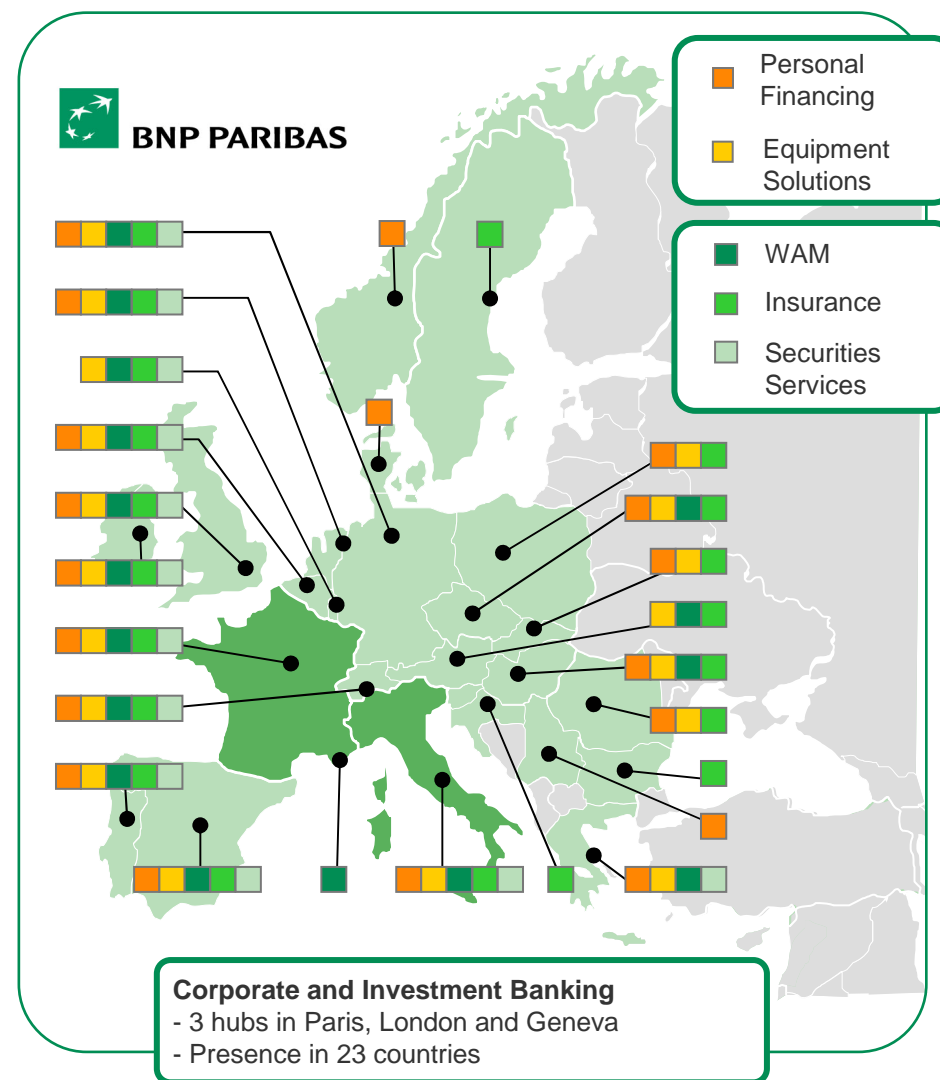 BNP PARIBAS
Personal
Financing
Equipment
Solutions
WAM
Insurance
Securities
Services
Corporate and Investment Banking
- 3 hubs in Paris, London and Geneva
- Presence in 23 countries